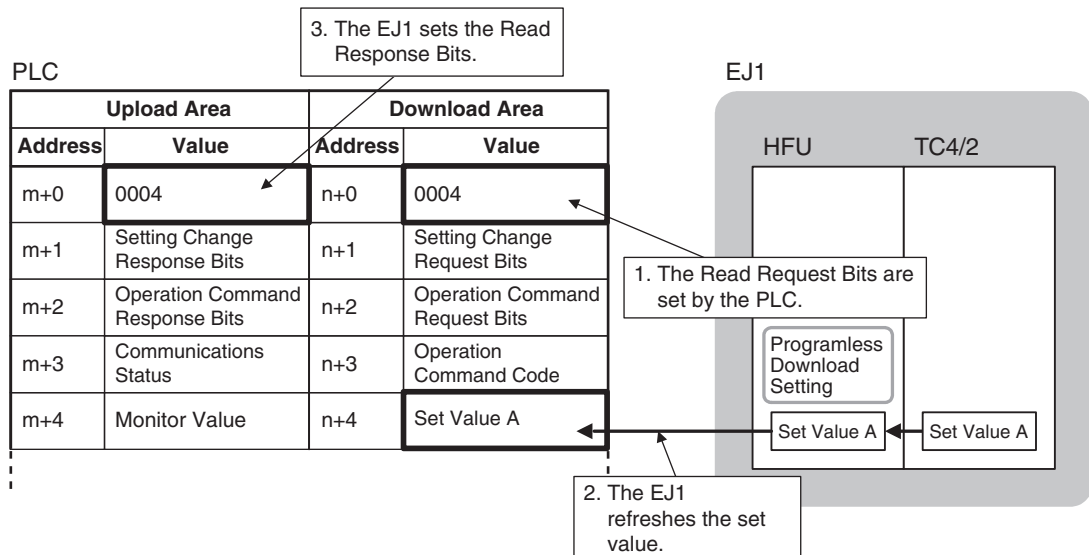 3. The EJ1 sets the Read
Response Bits.
PLC
EJ1
Upload Area Download Area
Address Value Address Value
HFU TC4/2
m+0 0004 n+0 0004
m+1 Setting Change
Response Bits n+1 Setting Change
Request Bits
1. The Read Request Bits are
set by the PLC.
m+2 Operation Command
Response Bits n+2 Operation Command
Request Bits
m+3 Communications
Status n+3 Operation
Command Code
Programless
Download
Setting
m+4 Monitor Value n+4 Set Value A
Set Value A Set Value A
2. The EJ1
refreshes the set
value.